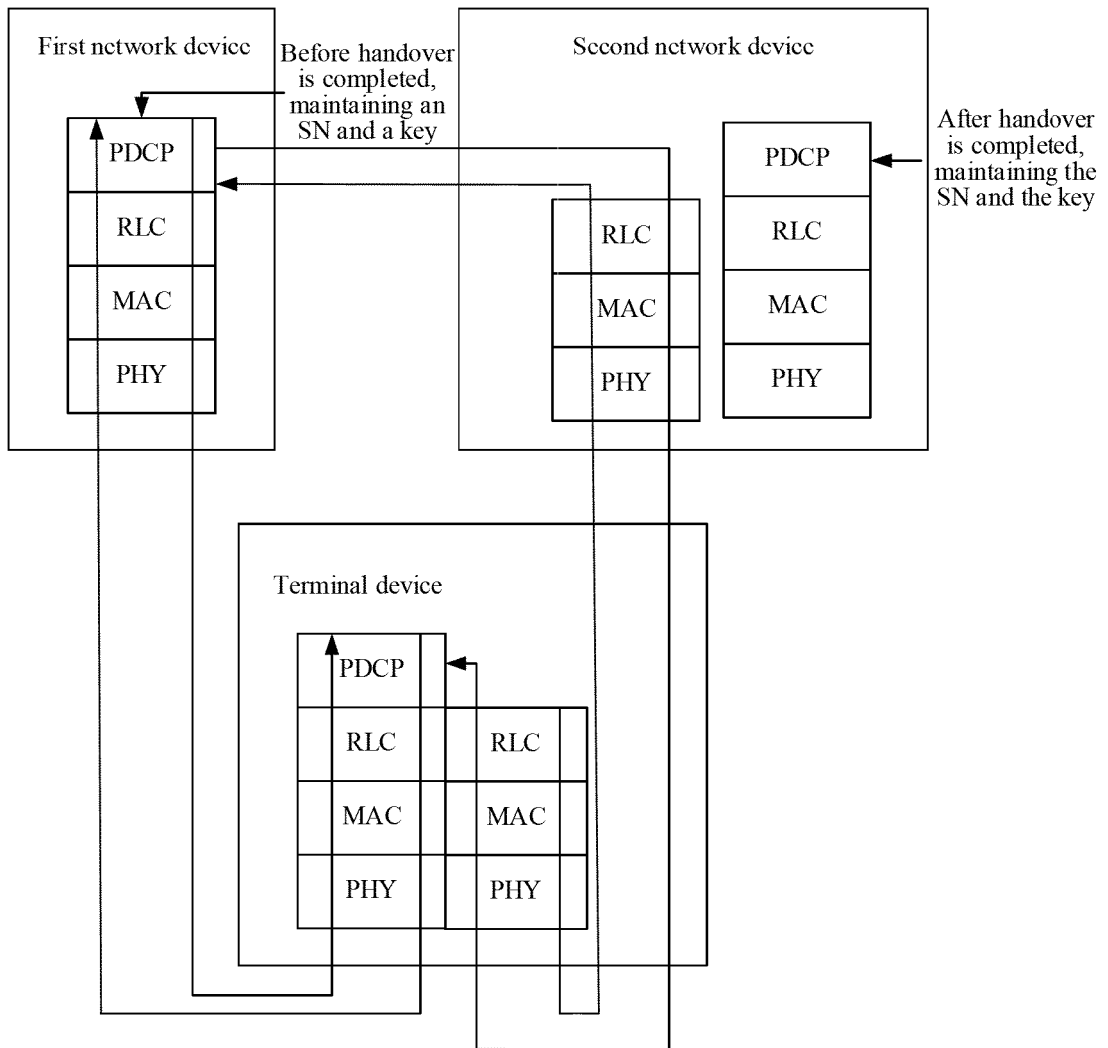 First network device
Before handover
is completed,
maintaining an
SN and a key
PDCP
RLC
MAC
PHY
Second network device
RLC
MAC
PHY
PDCP
RLC
MAC
PHY
After handover
is completed,
maintaining the
SN and the key
Terminal device
PDCP
RLC
MAC
PHY
RLC
MAC
PHY